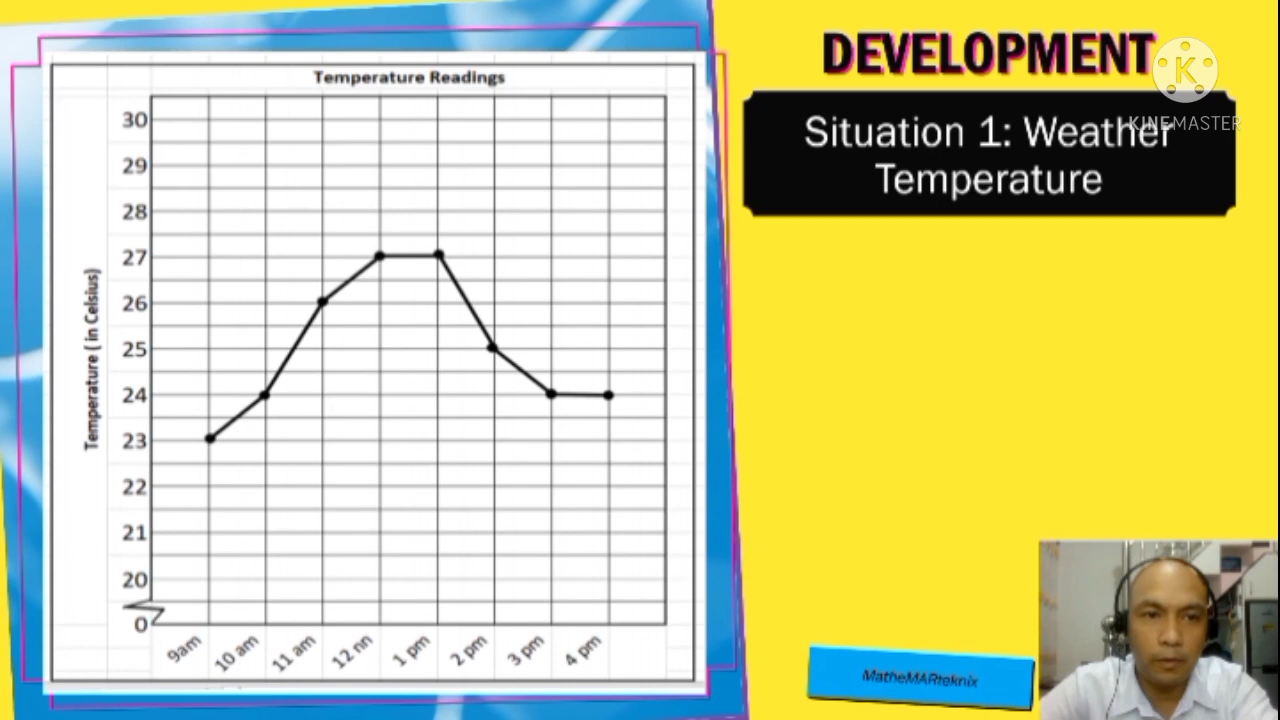 Temperature Readings
Temperature ( in Celsius)
30
29
28
27
26
25
24
23
22
21
20
0
9am
10 am
11 am
12 nn
1 pm
2 pm
3 pm
4 pm
DEVELOPMENT
K
KINEMASTER
Situation 1: Weather
Temperature
MatheMARteknix